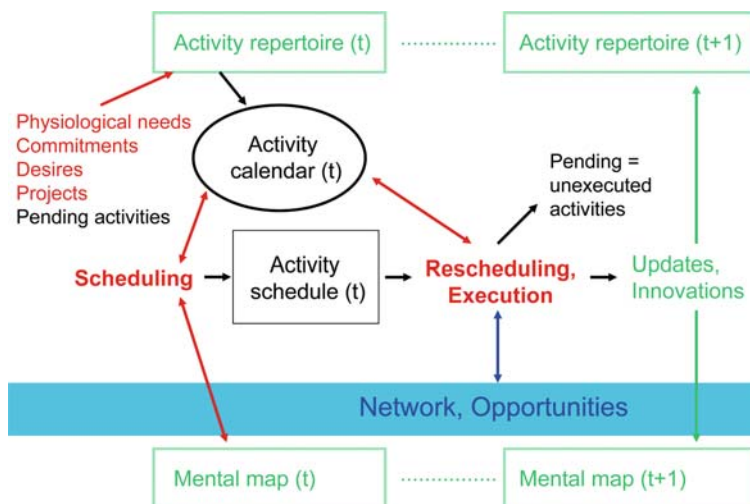 Activity repertoire (t)
Activity repertoire (t+1)
Physiological needs
Commitments
Desires
Projects
Pending activities
Activity
calendar (t)
Pending =
unexecuted
activities
Scheduling
Activity
schedule (t)
Rescheduling,
Execution
Updates,
Innovations
Network, Opportunities
Mental map (t)
Mental map (t+1)